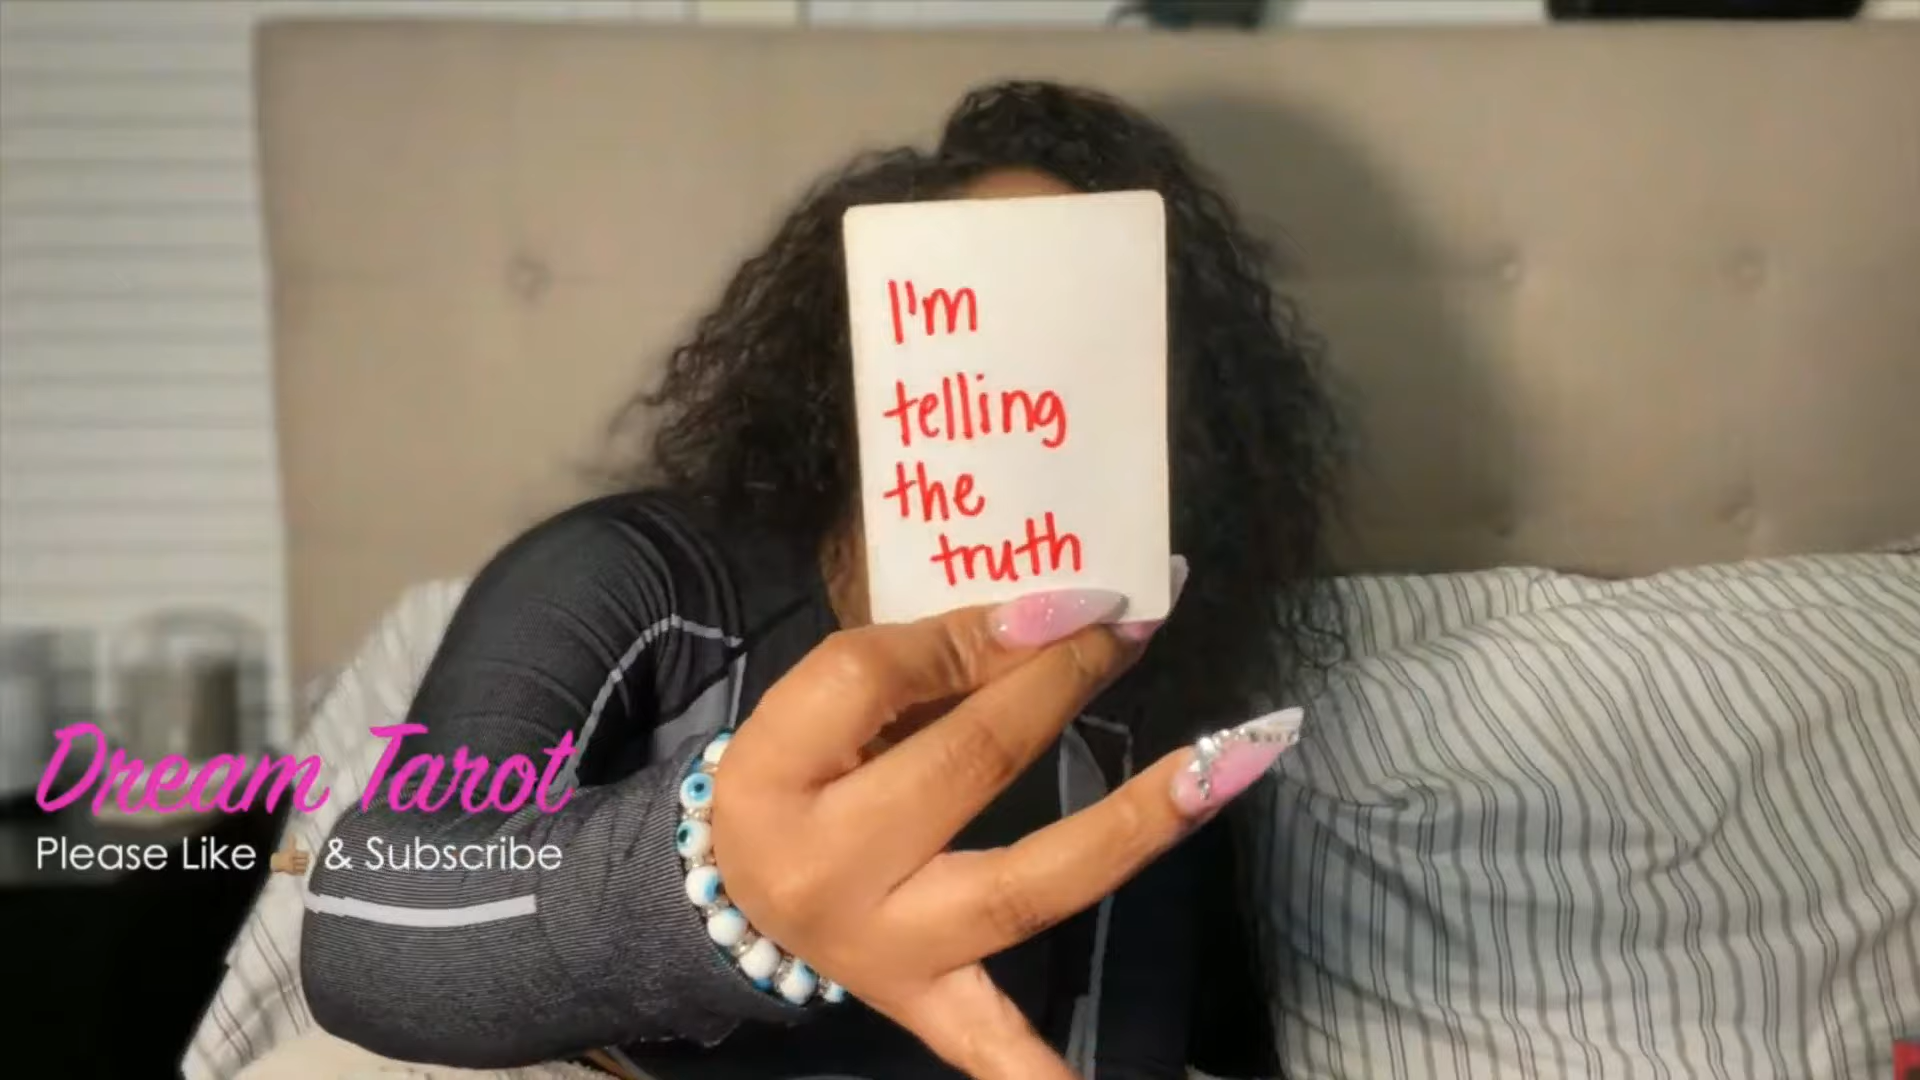 I'm
telling
the
truth
Dream Tarot
Please Like 👍🏽 & Subscribe